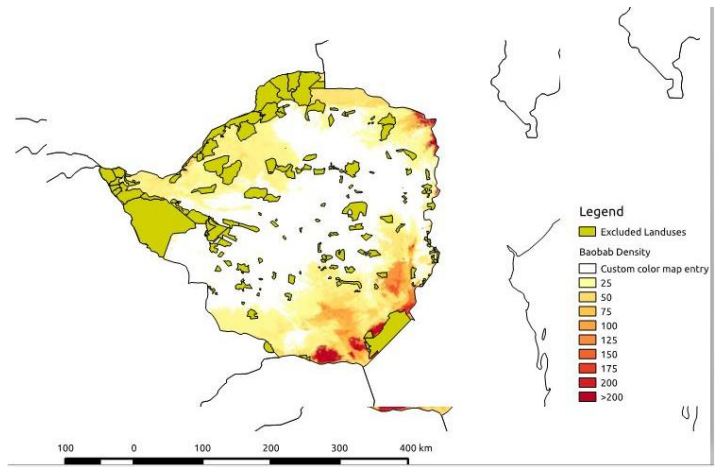 Legend
Excluded Landuses
Baobab Density
Custom color map entry
25
50
75
100
125
150
175
200
>200
100 0 100 200 300 400 km